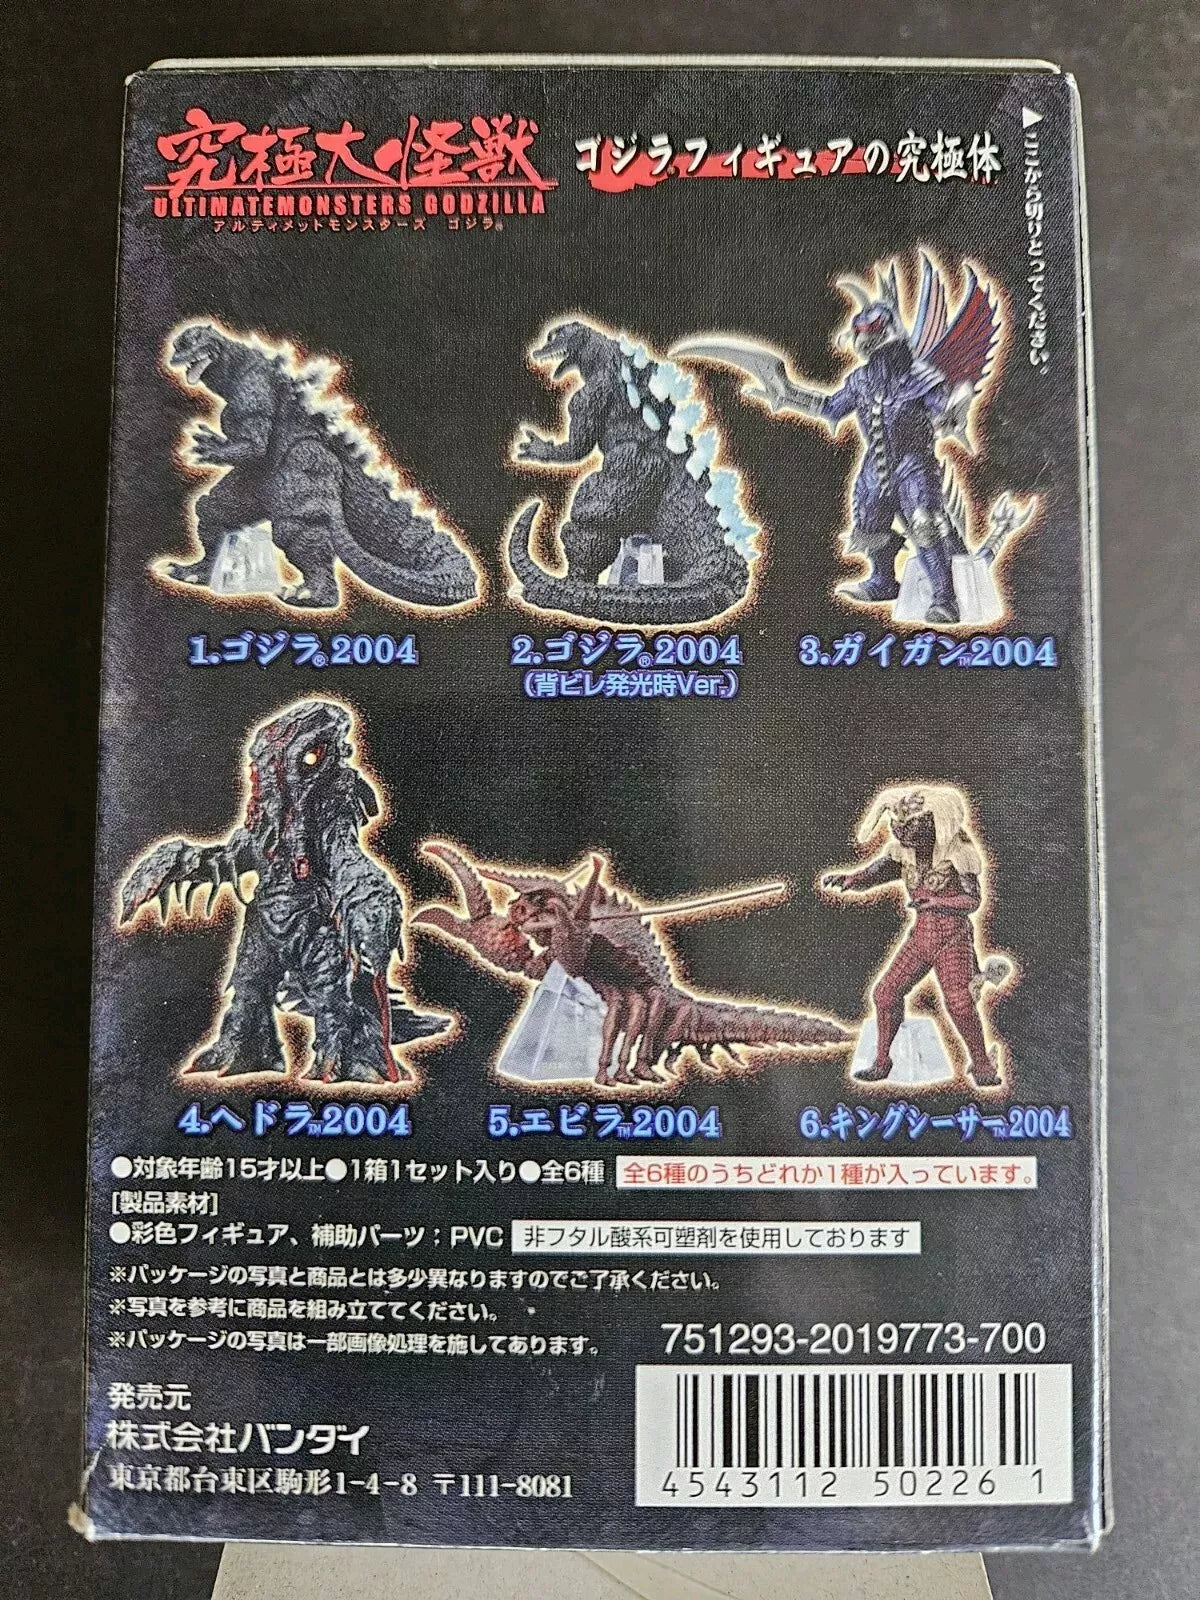 究極大怪獣
ULTIMATEMONSTERS GODZILLA
アルティメットモンスターズ ゴジラ®
ゴジラフィギュアの究極体
▶ここから切りとってください。
1.ゴジラ®2004
2.ゴジラ®2004
(背ビレ発光時Ver.)
3.ガイガン™2004
4.ヘドラ™2004
5.エビラ™2004
6.キングシーサー™2004
●対象年齢15才以上●1箱1セット入り●全6種 全6種のうちどれか1種が入っています。
[製品素材]
●彩色フィギュア、補助パーツ；PVC 非フタル酸系可塑剤を使用しております
※パッケージの写真と商品とは多少異なりますのでご了承ください。
※写真を参考に商品を組み立ててください。
※パッケージの写真は一部画像処理を施してあります。
751293-2019773-700
発売元
株式会社バンダイ
東京都台東区駒形1-4-8 〒111-8081
4543112 502261